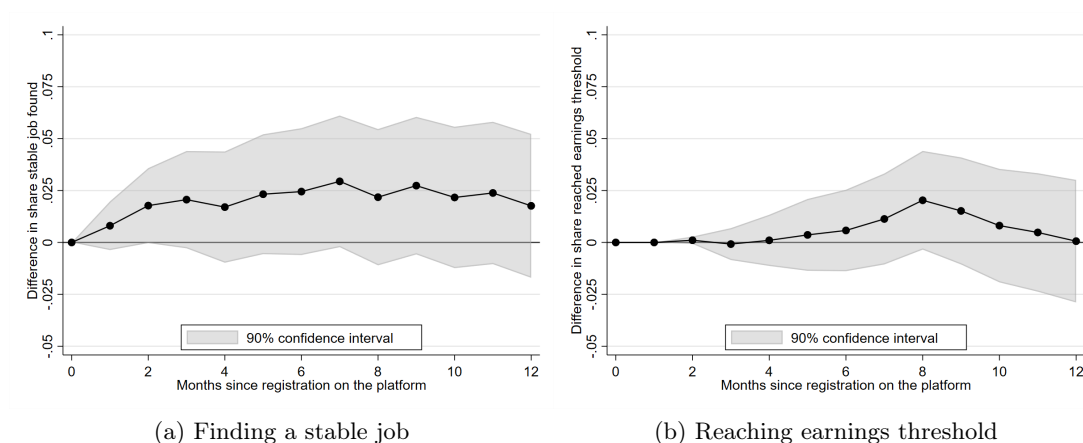 Difference in share stable job found
.1
.075
.05
.025
0
-.025
-.05
90% confidence interval
0 2 4 6 8 10 12
Months since registration on the platform
(a) Finding a stable job
Difference in share reached earnings threshold
.1
.075
.05
.025
0
-.025
-.05
90% confidence interval
0 2 4 6 8 10 12
Months since registration on the platform
(b) Reaching earnings threshold